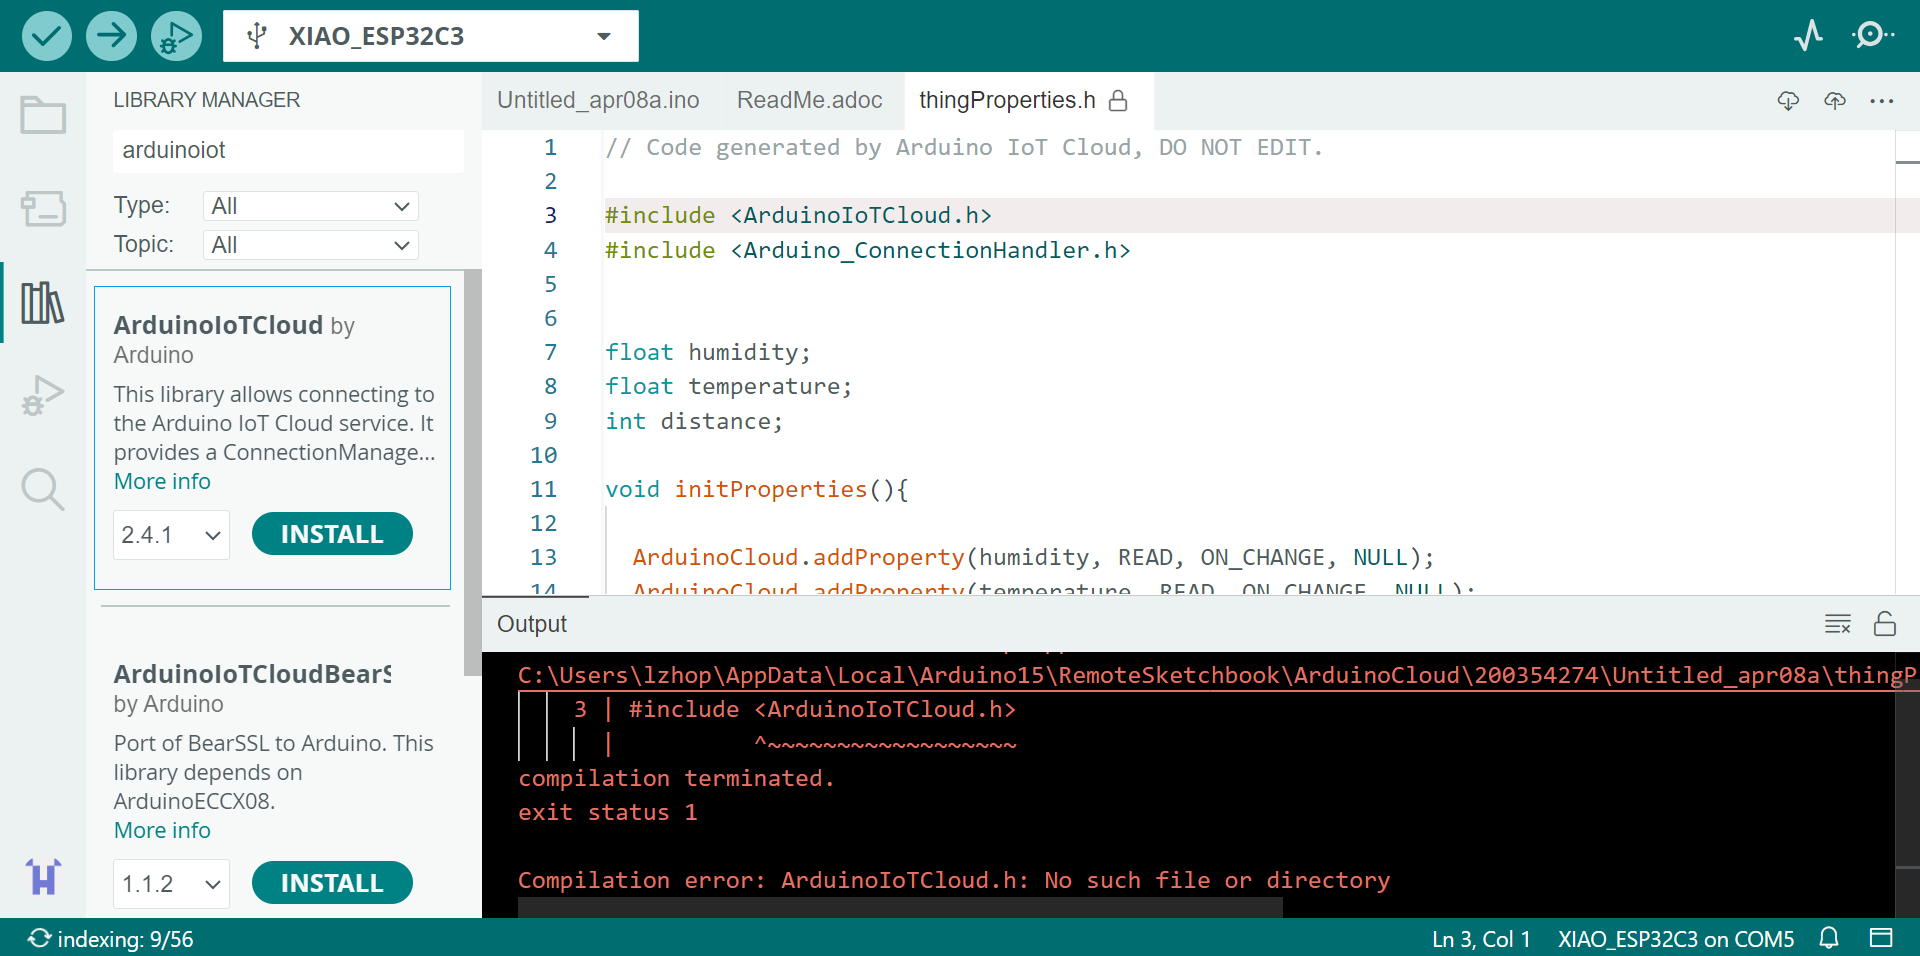 XIAO_ESP32C3
LIBRARY MANAGER
arduinoiot
Type: All
Topic: All
ArduinoIoTCloud by
Arduino
This library allows connecting to
the Arduino IoT Cloud service. It
provides a ConnectionManage...
More info
2.4.1 INSTALL
ArduinoIoTCloudBearS
by Arduino
Port of BearSSL to Arduino. This
library depends on
ArduinoECCX08.
More info
1.1.2 INSTALL
Untitled_apr08a.ino ReadMe.adoc thingProperties.h
1 // Code generated by Arduino IoT Cloud, DO NOT EDIT.
2
3 #include <ArduinoIoTCloud.h>
4 #include <Arduino_ConnectionHandler.h>
5
6
7 float humidity;
8 float temperature;
9 int distance;
10
11 void initProperties(){
12
13 ArduinoCloud.addProperty(humidity, READ, ON_CHANGE, NULL);
14 ArduinoCloud.addProperty(temperature, READ, ON_CHANGE, NULL);
Output
C:\Users\lzhop\AppData\Local\Arduino15\RemoteSketchbook\ArduinoCloud\200354274\Untitled_apr08a\thingP
3 | #include <ArduinoIoTCloud.h>
| ^~~~~~~~~~~~~~~~~~~
compilation terminated.
exit status 1
Compilation error: ArduinoIoTCloud.h: No such file or directory
indexing: 9/56
Ln 3, Col 1 XIAO_ESP32C3 on COM5